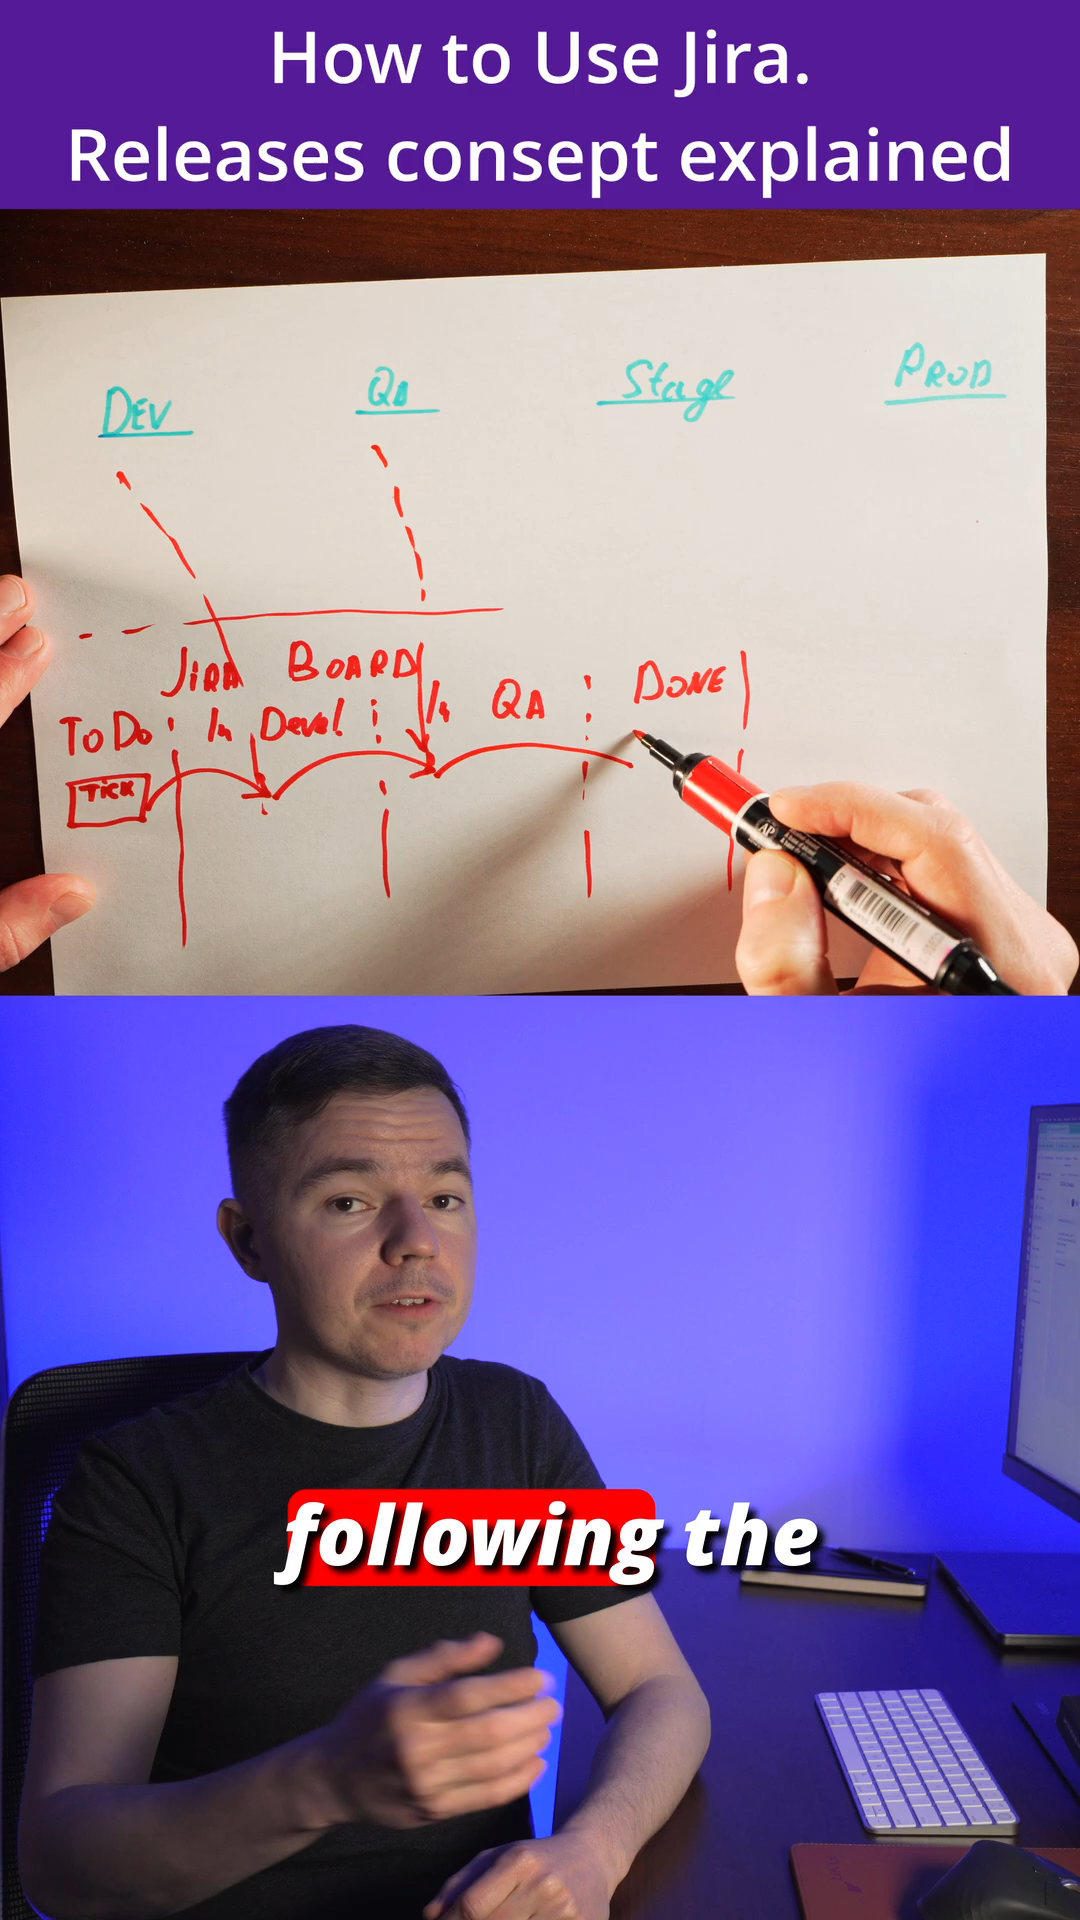 How to Use Jira.
Releases consept explained
DEV QA Stage PROD
JiRA BOARD
To Do In Devel In QA DONE
Tick
AP
following the